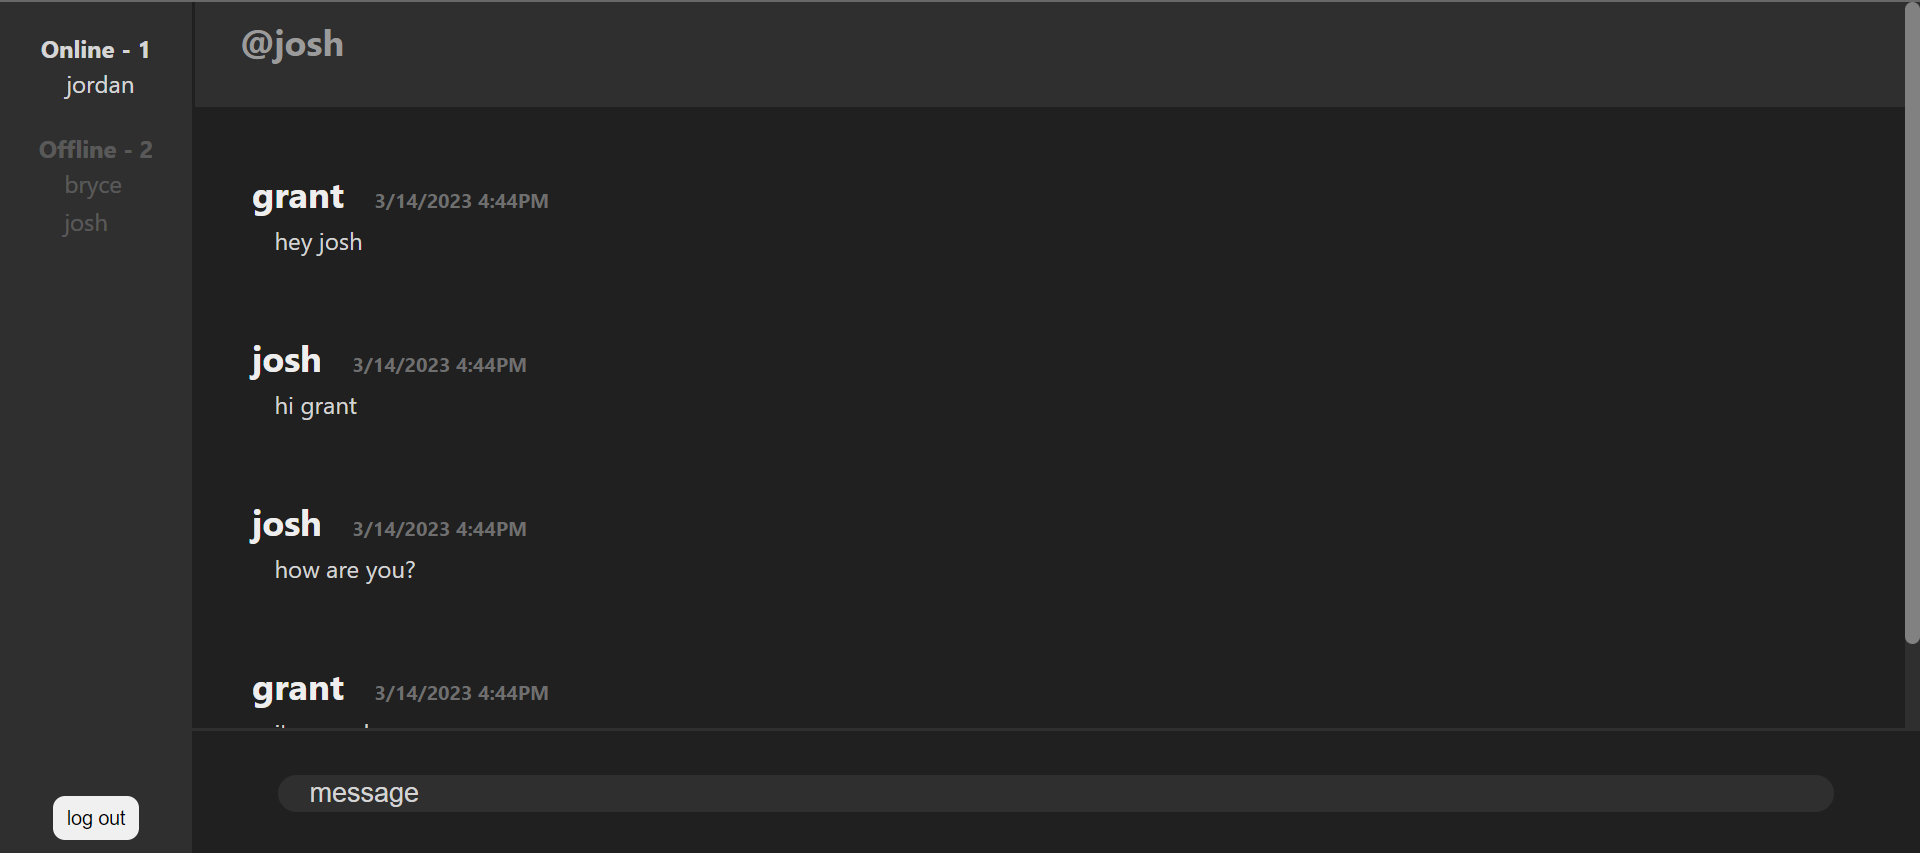 Online - 1
jordan
Offline - 2
bryce
josh
log out
@josh
grant 3/14/2023 4:44PM
hey josh
josh 3/14/2023 4:44PM
hi grant
josh 3/14/2023 4:44PM
how are you?
grant 3/14/2023 4:44PM
message